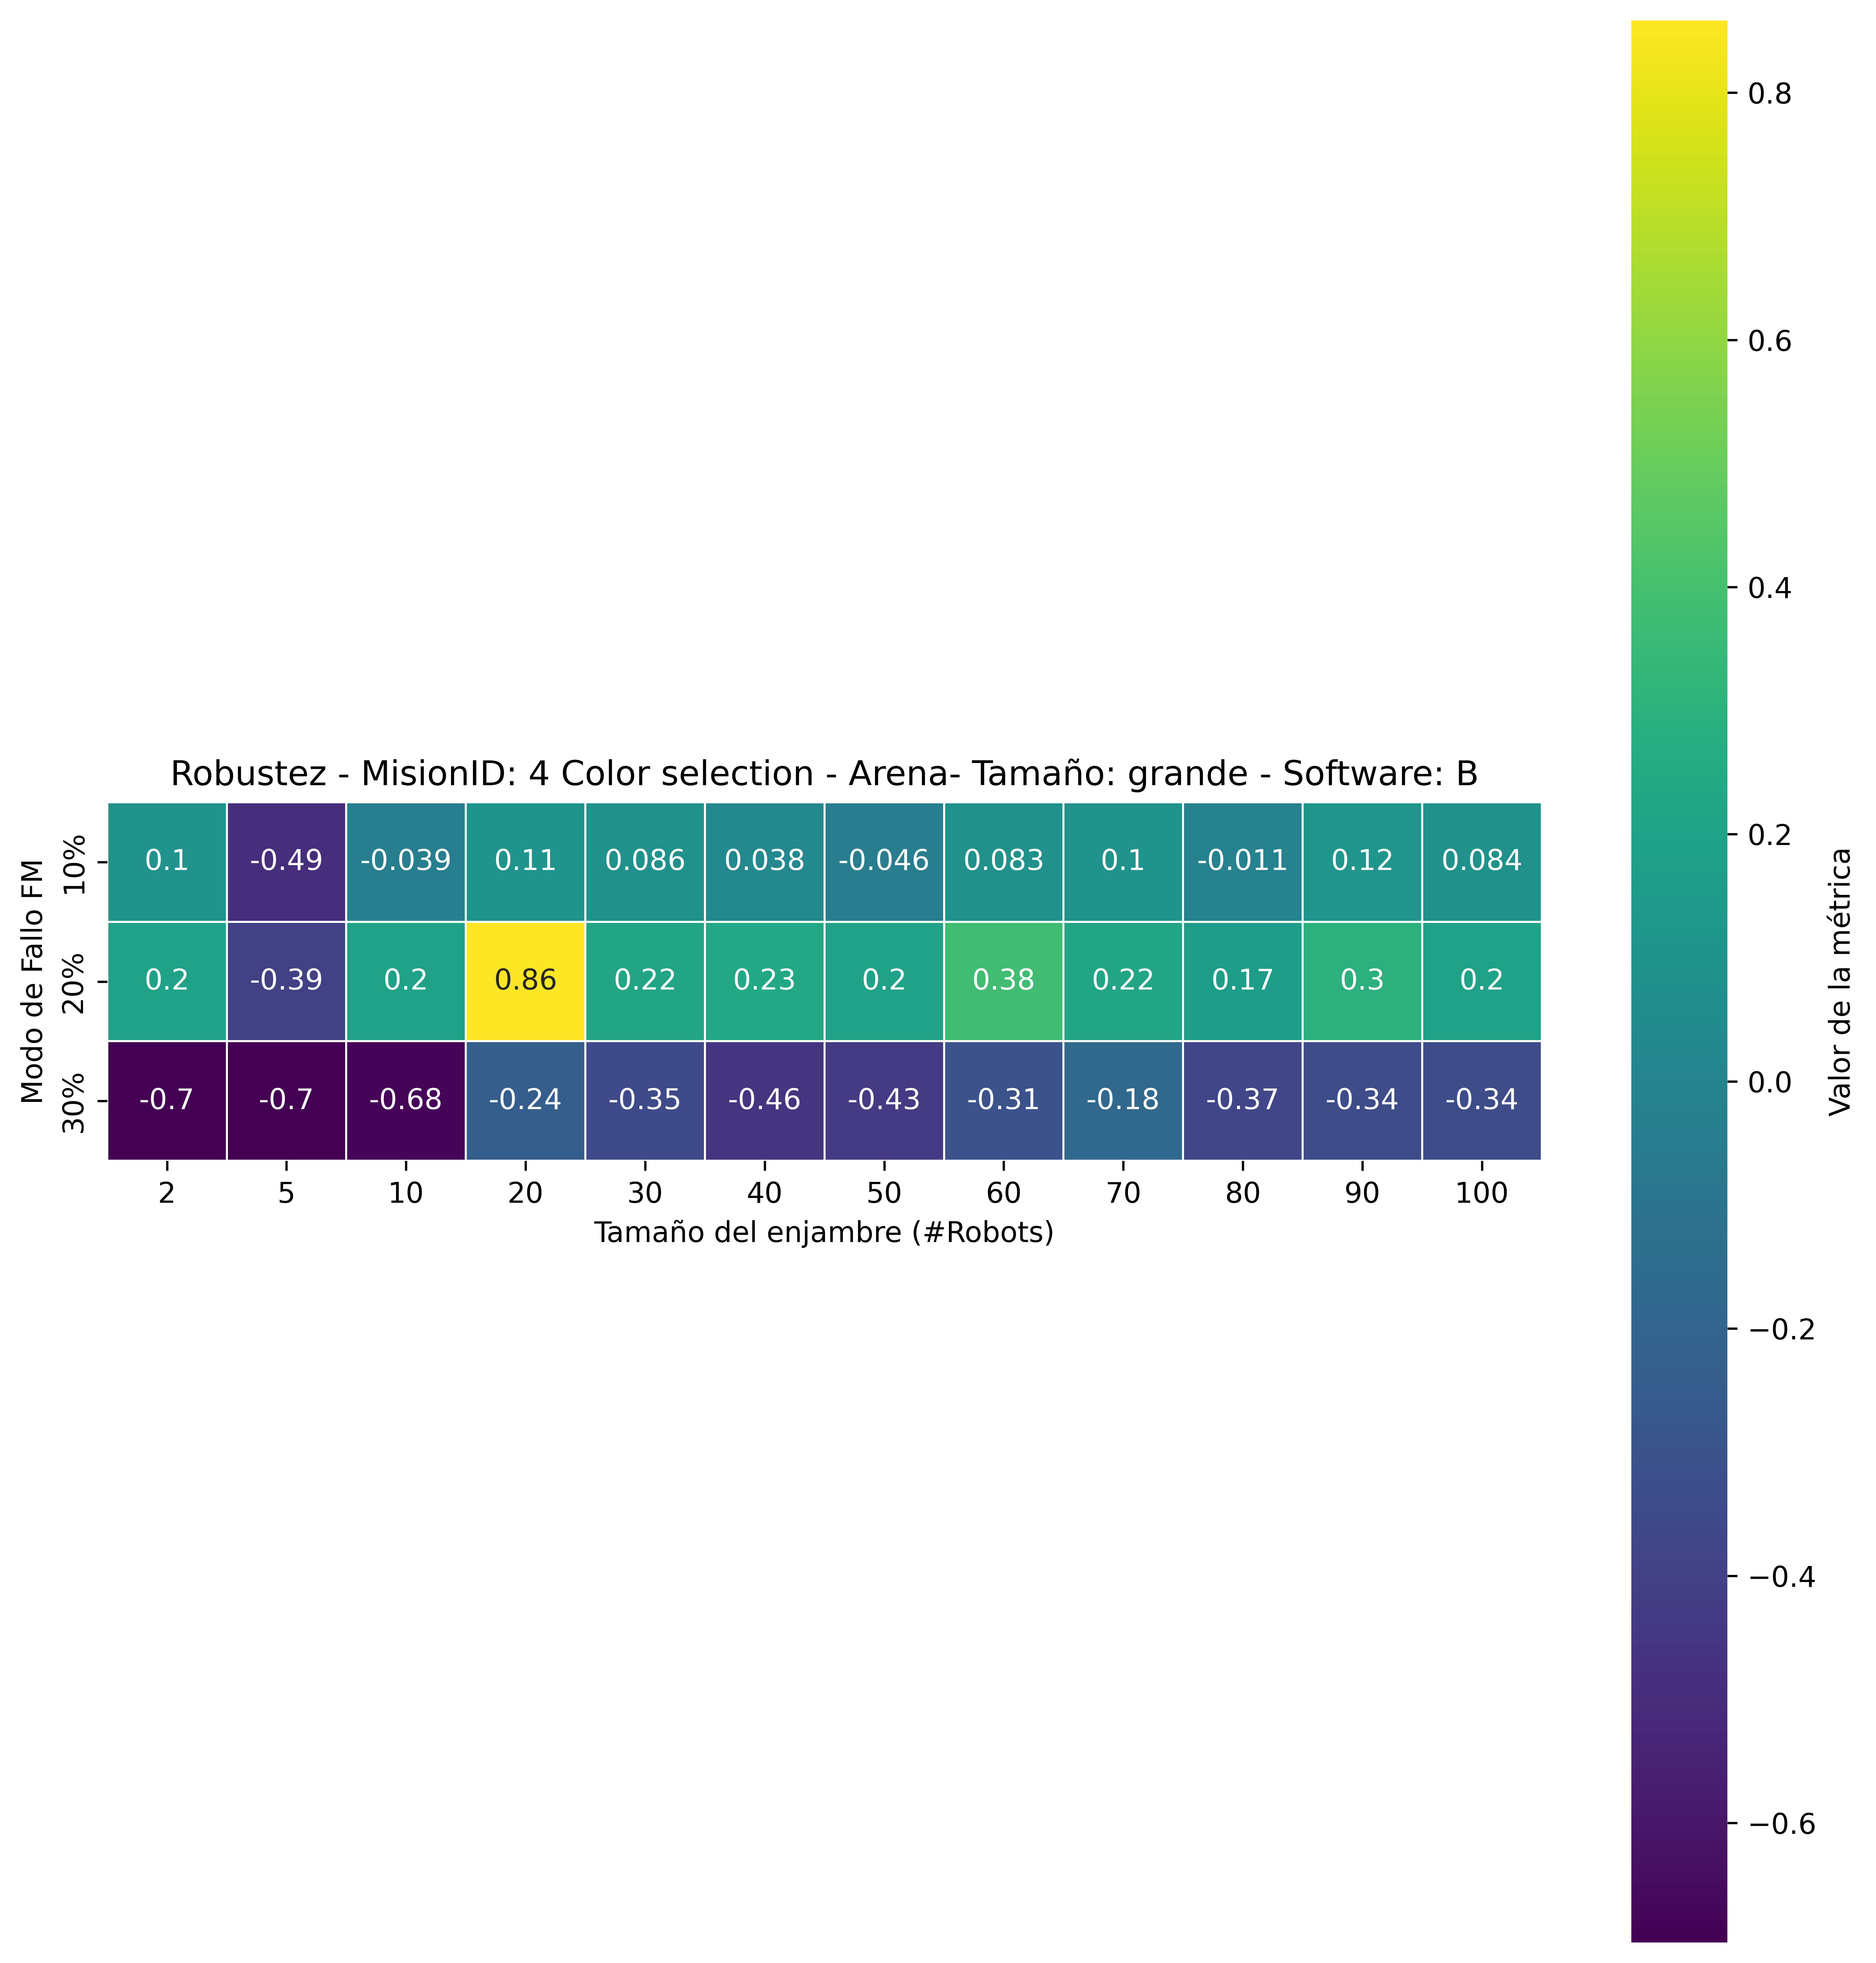 Robustez - MisionID: 4 Color selection - Arena- Tamaño: grande - Software: B
Modo de Fallo FM
10%
0.1 -0.49 -0.039 0.11 0.086 0.038 -0.046 0.083 0.1 -0.011 0.12 0.084
20%
0.2 -0.39 0.2 0.86 0.22 0.23 0.2 0.38 0.22 0.17 0.3 0.2
30%
-0.7 -0.7 -0.68 -0.24 -0.35 -0.46 -0.43 -0.31 -0.18 -0.37 -0.34 -0.34
2 5 10 20 30 40 50 60 70 80 90 100
Tamaño del enjambre (#Robots)
0.8
0.6
0.4
0.2
0.0
−0.2
−0.4
−0.6
Valor de la métrica